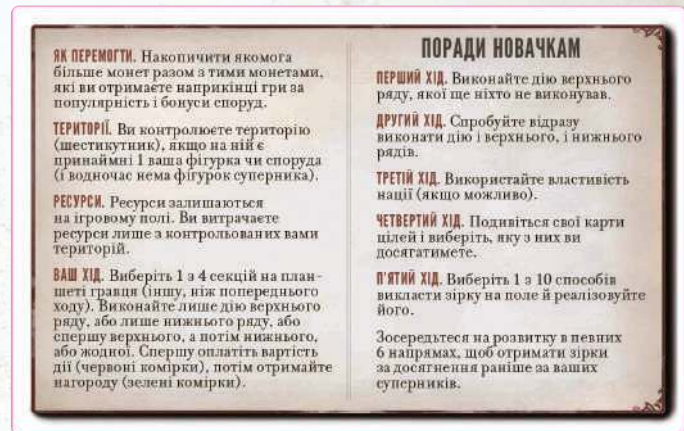 ЯК ПЕРЕМОГТИ. Накопичити якомога
більше монет разом з тими монетами,
які ви отримаєте наприкінці гри за
популярність і бонуси споруд.
ТЕРИТОРІЇ. Ви контролюєте територію
(шестикутник), якщо на ній є
принаймні 1 ваша фігурка чи споруда
(і водночас нема фігурок суперника).
РЕСУРСИ. Ресурси залишаються
на ігровому полі. Ви витрачаєте
ресурси лише з контрольованих вами
територій.
ВАШ ХІД. Виберіть 1 з 4 секцій на план-
шеті гравця (іншу, ніж попереднього
ходу). Виконайте лише дію верхнього
ряду, або лише нижнього ряду, або
спершу верхнього, а потім нижнього,
або жодної. Спершу оплатіть вартість
дії (червоні комірки), потім отримайте
нагороду (зелені комірки).
ПОРАДИ НОВАЧКАМ
ПЕРШИЙ ХІД. Виконайте дію верхнього
ряду, якої ще ніхто не виконував.
ДРУГИЙ ХІД. Спробуйте відразу
виконати дію і верхнього, і нижнього
рядів.
ТРЕТІЙ ХІД. Використайте властивість
нації (якщо можливо).
ЧЕТВЕРТИЙ ХІД. Подивіться свої карти
цілей і виберіть, яку з них ви
досягатимете.
П'ЯТИЙ ХІД. Виберіть 1 з 10 способів
викласти зірку на поле й реалізовуйте
його.
Зосередьтеся на розвитку в певних
6 напрямах, щоб отримати зірки
за досягнення раніше за ваших
суперників.